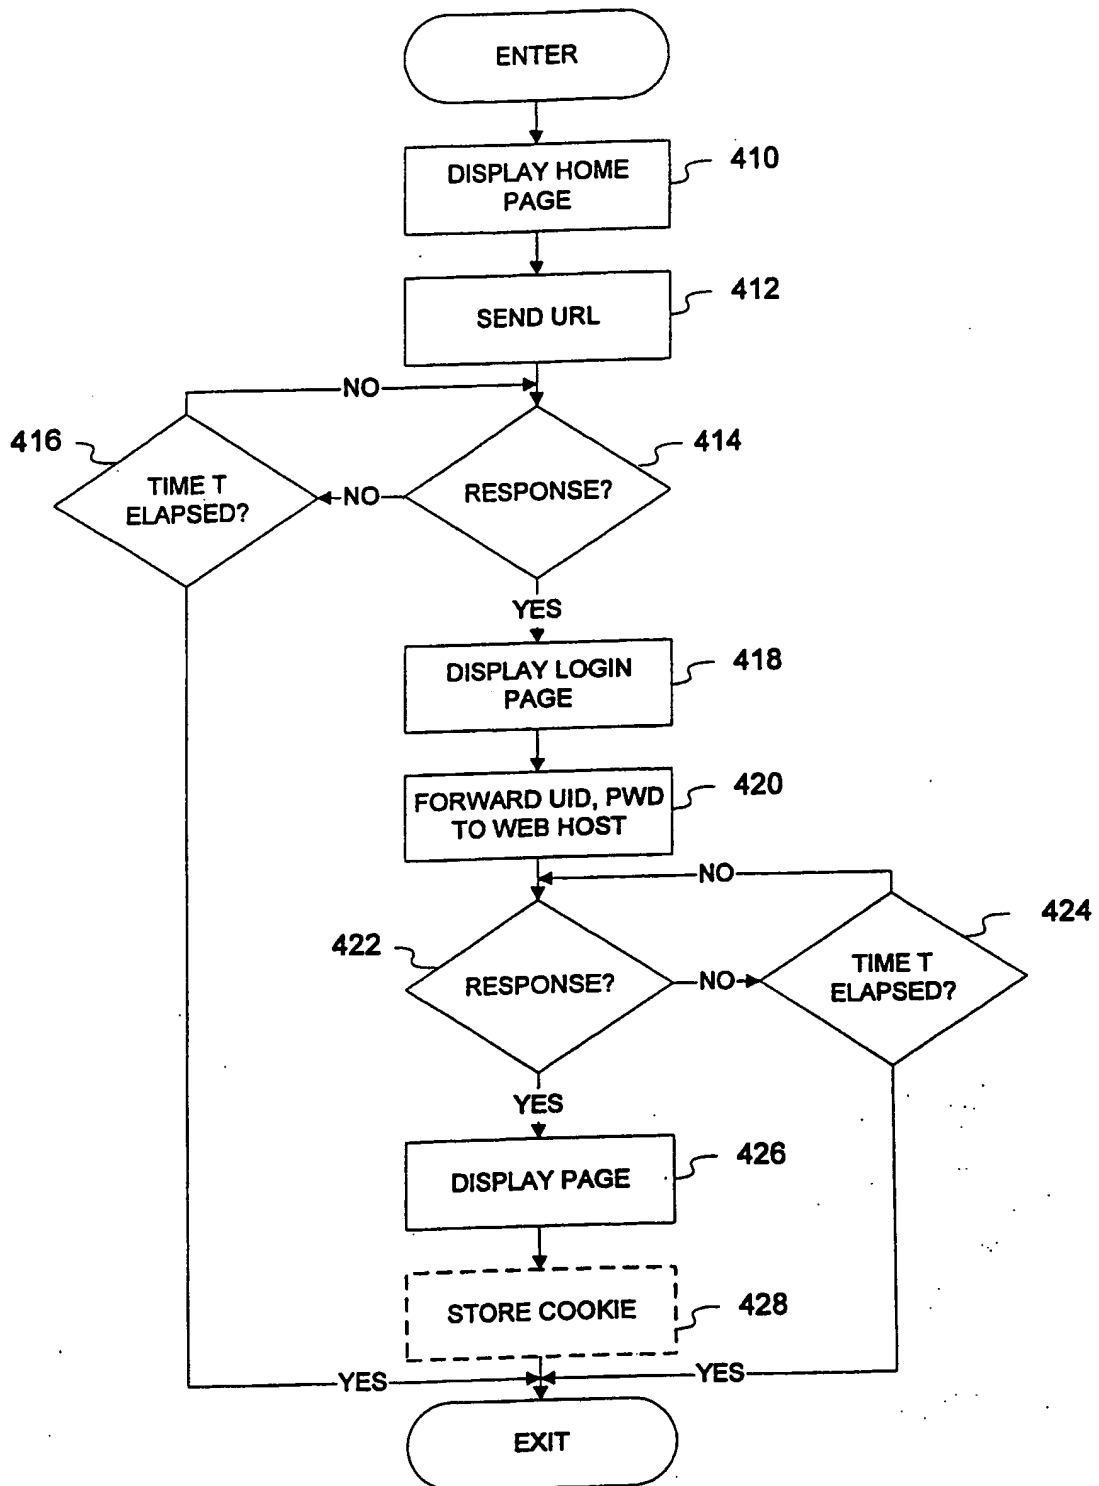 ENTER
DISPLAY HOME
PAGE
410
SEND URL
412
NO
416
TIME T
ELAPSED?
NO
RESPONSE?
414
YES
DISPLAY LOGIN
PAGE
418
FORWARD UID, PWD
TO WEB HOST
420
NO
422
RESPONSE?
NO
TIME T
ELAPSED?
424
YES
DISPLAY PAGE
426
STORE COOKIE
428
YES
YES
EXIT